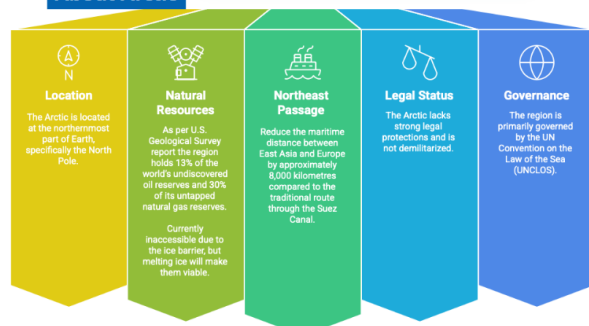 N
Location
The Arctic is located
at the northernmost
part of Earth,
specifically the North
Pole.
Natural
Resources
As per U.S.
Geological Survey
report the region
holds 13% of the
world's undiscovered
oil reserves and 30%
of its untapped
natural gas reserves.
Currently
inaccessible due to
the ice barrier, but
melting ice will make
them viable.
Northeast
Passage
Reduce the maritime
distance between
East Asia and Europe
by approximately
8,000 kilometres
compared to the
traditional route
through the Suez
Canal.
Legal Status
The Arctic lacks
strong legal
protections and is
not demilitarized.
Governance
The region is
primarily governed
by the UN
Convention on the
Law of the Sea
(UNCLOS).